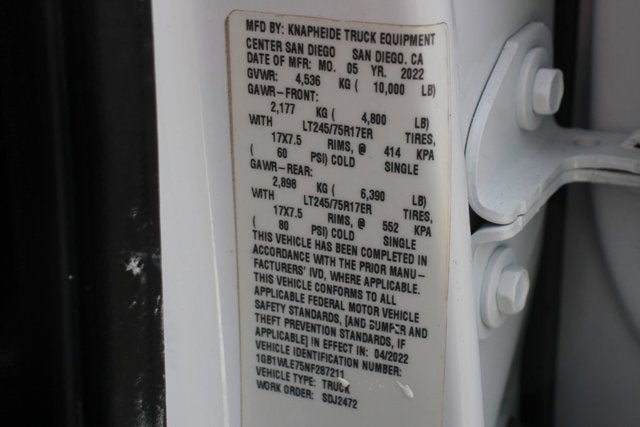 MFD BY: KNAPHEIDE TRUCK EQUIPMENT
CENTER SAN DIEGO SAN DIEGO, CA
DATE OF MFR: MO. 05 YR. 2022
GVWR: 4,536 KG ( 10,000 LB)
GAWR-FRONT:
2,177 KG ( 4,800 LB)
WITH LT245/75R17ER TIRES,
17X7.5 RIMS, @ 414 KPA
( 60 PSI) COLD SINGLE
GAWR-REAR:
2,898 KG ( 6,390 LB)
WITH LT245/75R17ER TIRES,
17X7.5 RIMS, @ 552 KPA
( 80 PSI) COLD SINGLE
THIS VEHICLE HAS BEEN COMPLETED IN
ACCORDANCE WITH THE PRIOR MANU-
FACTURERS' IVD, WHERE APPLICABLE.
THIS VEHICLE CONFORMS TO ALL
APPLICABLE FEDERAL MOTOR VEHICLE
SAFETY STANDARDS, [AND BUMPER AND
THEFT PREVENTION STANDARDS, IF
APPLICABLE] IN EFFECT IN: 04/2022
VEHICLE IDENTIFICATION NUMBER:
1GB1WLE75NF287211
VEHICLE TYPE: TRUCK
WORK ORDER: SDJ2472